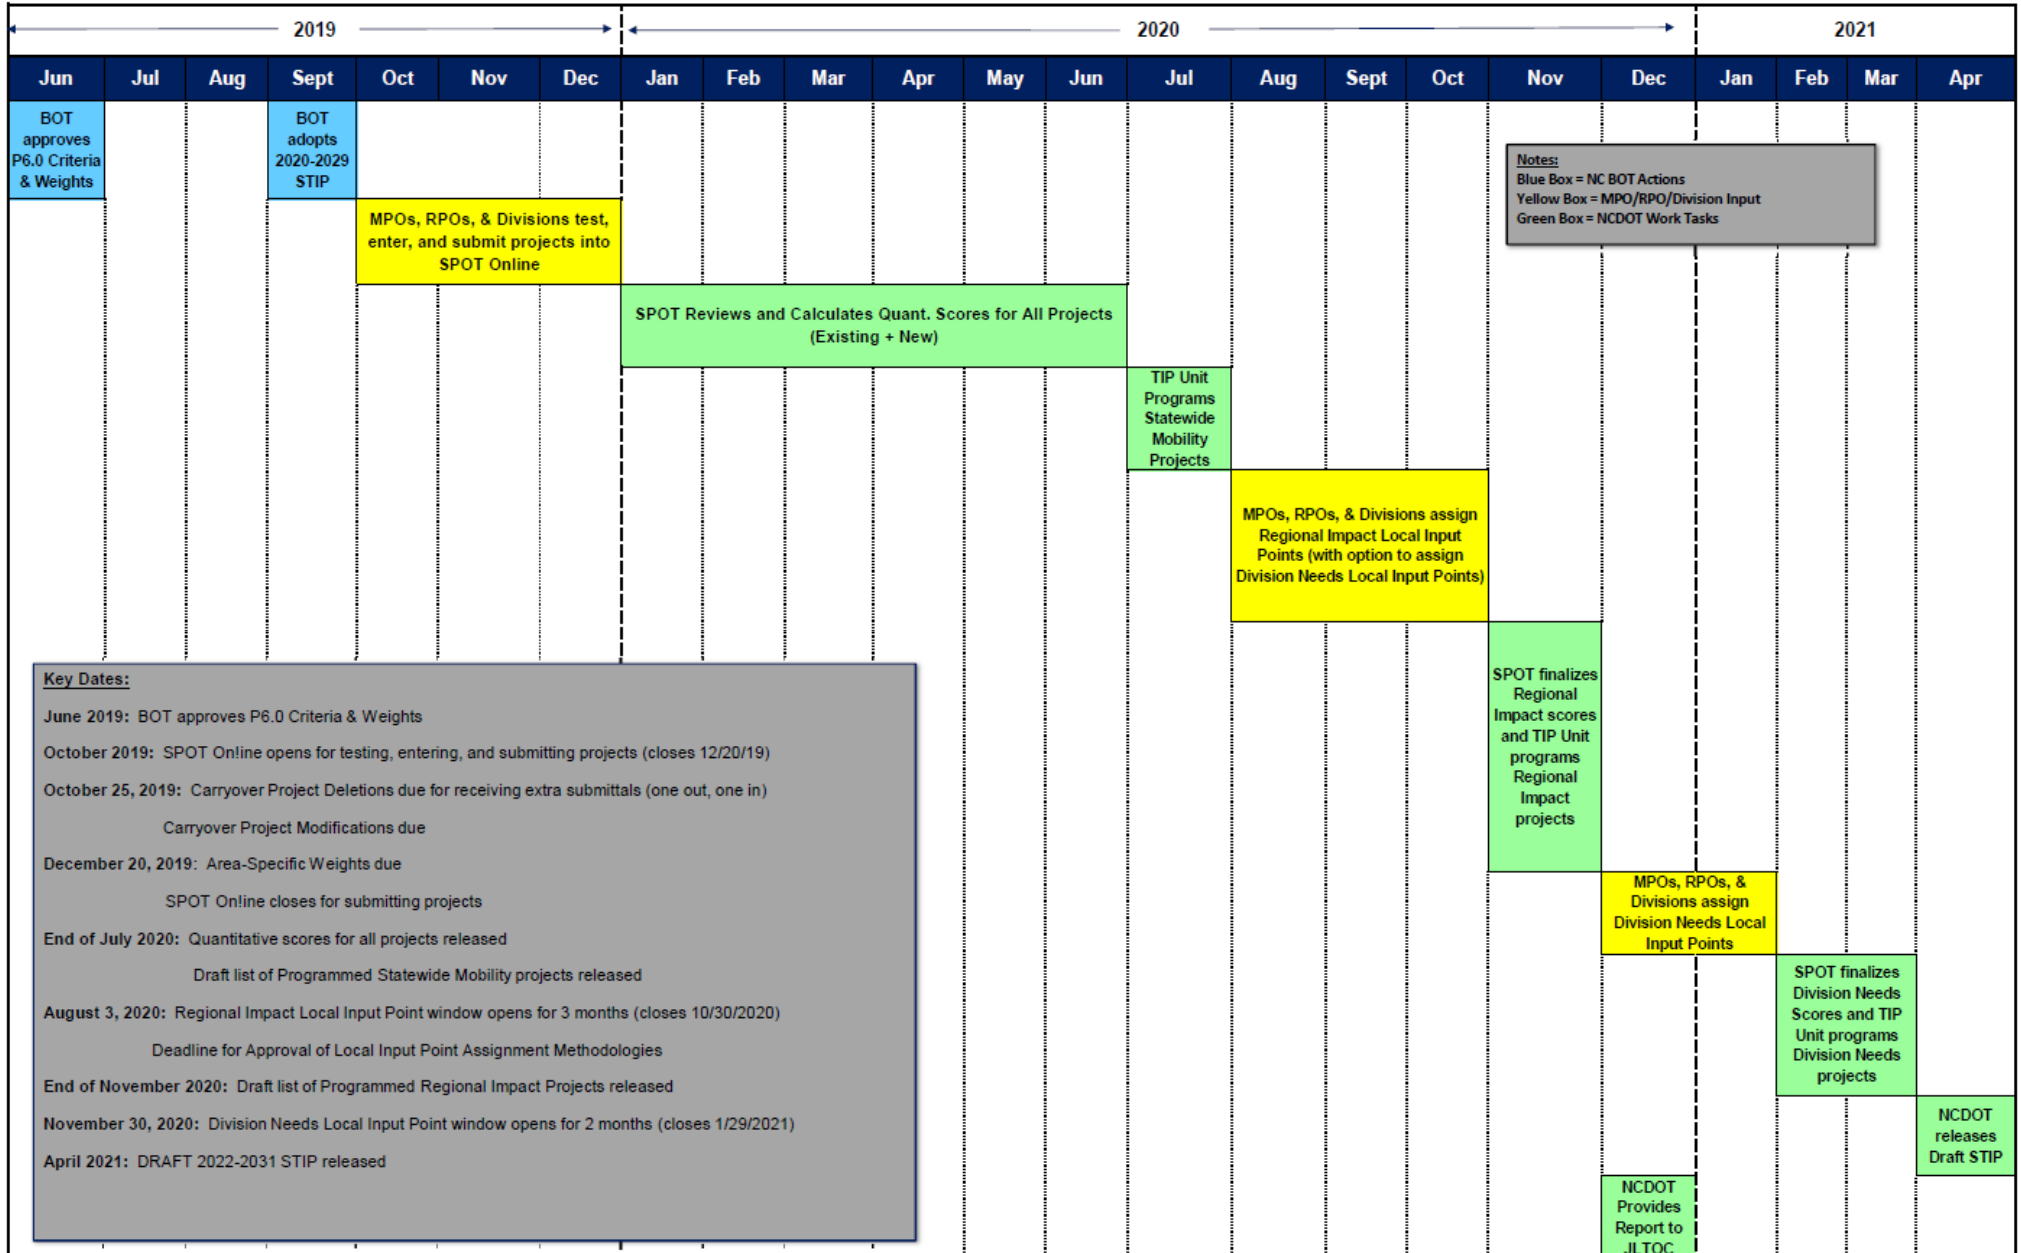 2019
2020
2021
Jun Jul Aug Sept Oct Nov Dec Jan Feb Mar Apr May Jun Jul Aug Sept Oct Nov Dec Jan Feb Mar Apr
BOT
approves
P6.0 Criteria
& Weights
BOT
adopts
2020-2029
STIP
Notes:
Blue Box = NC BOT Actions
Yellow Box = MPO/RPO/Division Input
Green Box = NCDOT Work Tasks
MPOs, RPOs, & Divisions test,
enter, and submit projects into
SPOT Online
SPOT Reviews and Calculates Quant. Scores for All Projects
(Existing + New)
TIP Unit
Programs
Statewide
Mobility
Projects
MPOs, RPOs, & Divisions assign
Regional Impact Local Input
Points (with option to assign
Division Needs Local Input Points)
SPOT finalizes
Regional
Impact scores
and TIP Unit
programs
Regional
Impact
projects
MPOs, RPOs, &
Divisions assign
Division Needs Local
Input Points
SPOT finalizes
Division Needs
Scores and TIP
Unit programs
Division Needs
projects
NCDOT
releases
Draft STIP
NCDOT
Provides
Report to
JLTOC
Key Dates:
June 2019: BOT approves P6.0 Criteria & Weights
October 2019: SPOT On!ine opens for testing, entering, and submitting projects (closes 12/20/19)
October 25, 2019: Carryover Project Deletions due for receiving extra submittals (one out, one in)
Carryover Project Modifications due
December 20, 2019: Area-Specific Weights due
SPOT On!ine closes for submitting projects
End of July 2020: Quantitative scores for all projects released
Draft list of Programmed Statewide Mobility projects released
August 3, 2020: Regional Impact Local Input Point window opens for 3 months (closes 10/30/2020)
Deadline for Approval of Local Input Point Assignment Methodologies
End of November 2020: Draft list of Programmed Regional Impact Projects released
November 30, 2020: Division Needs Local Input Point window opens for 2 months (closes 1/29/2021)
April 2021: DRAFT 2022-2031 STIP released